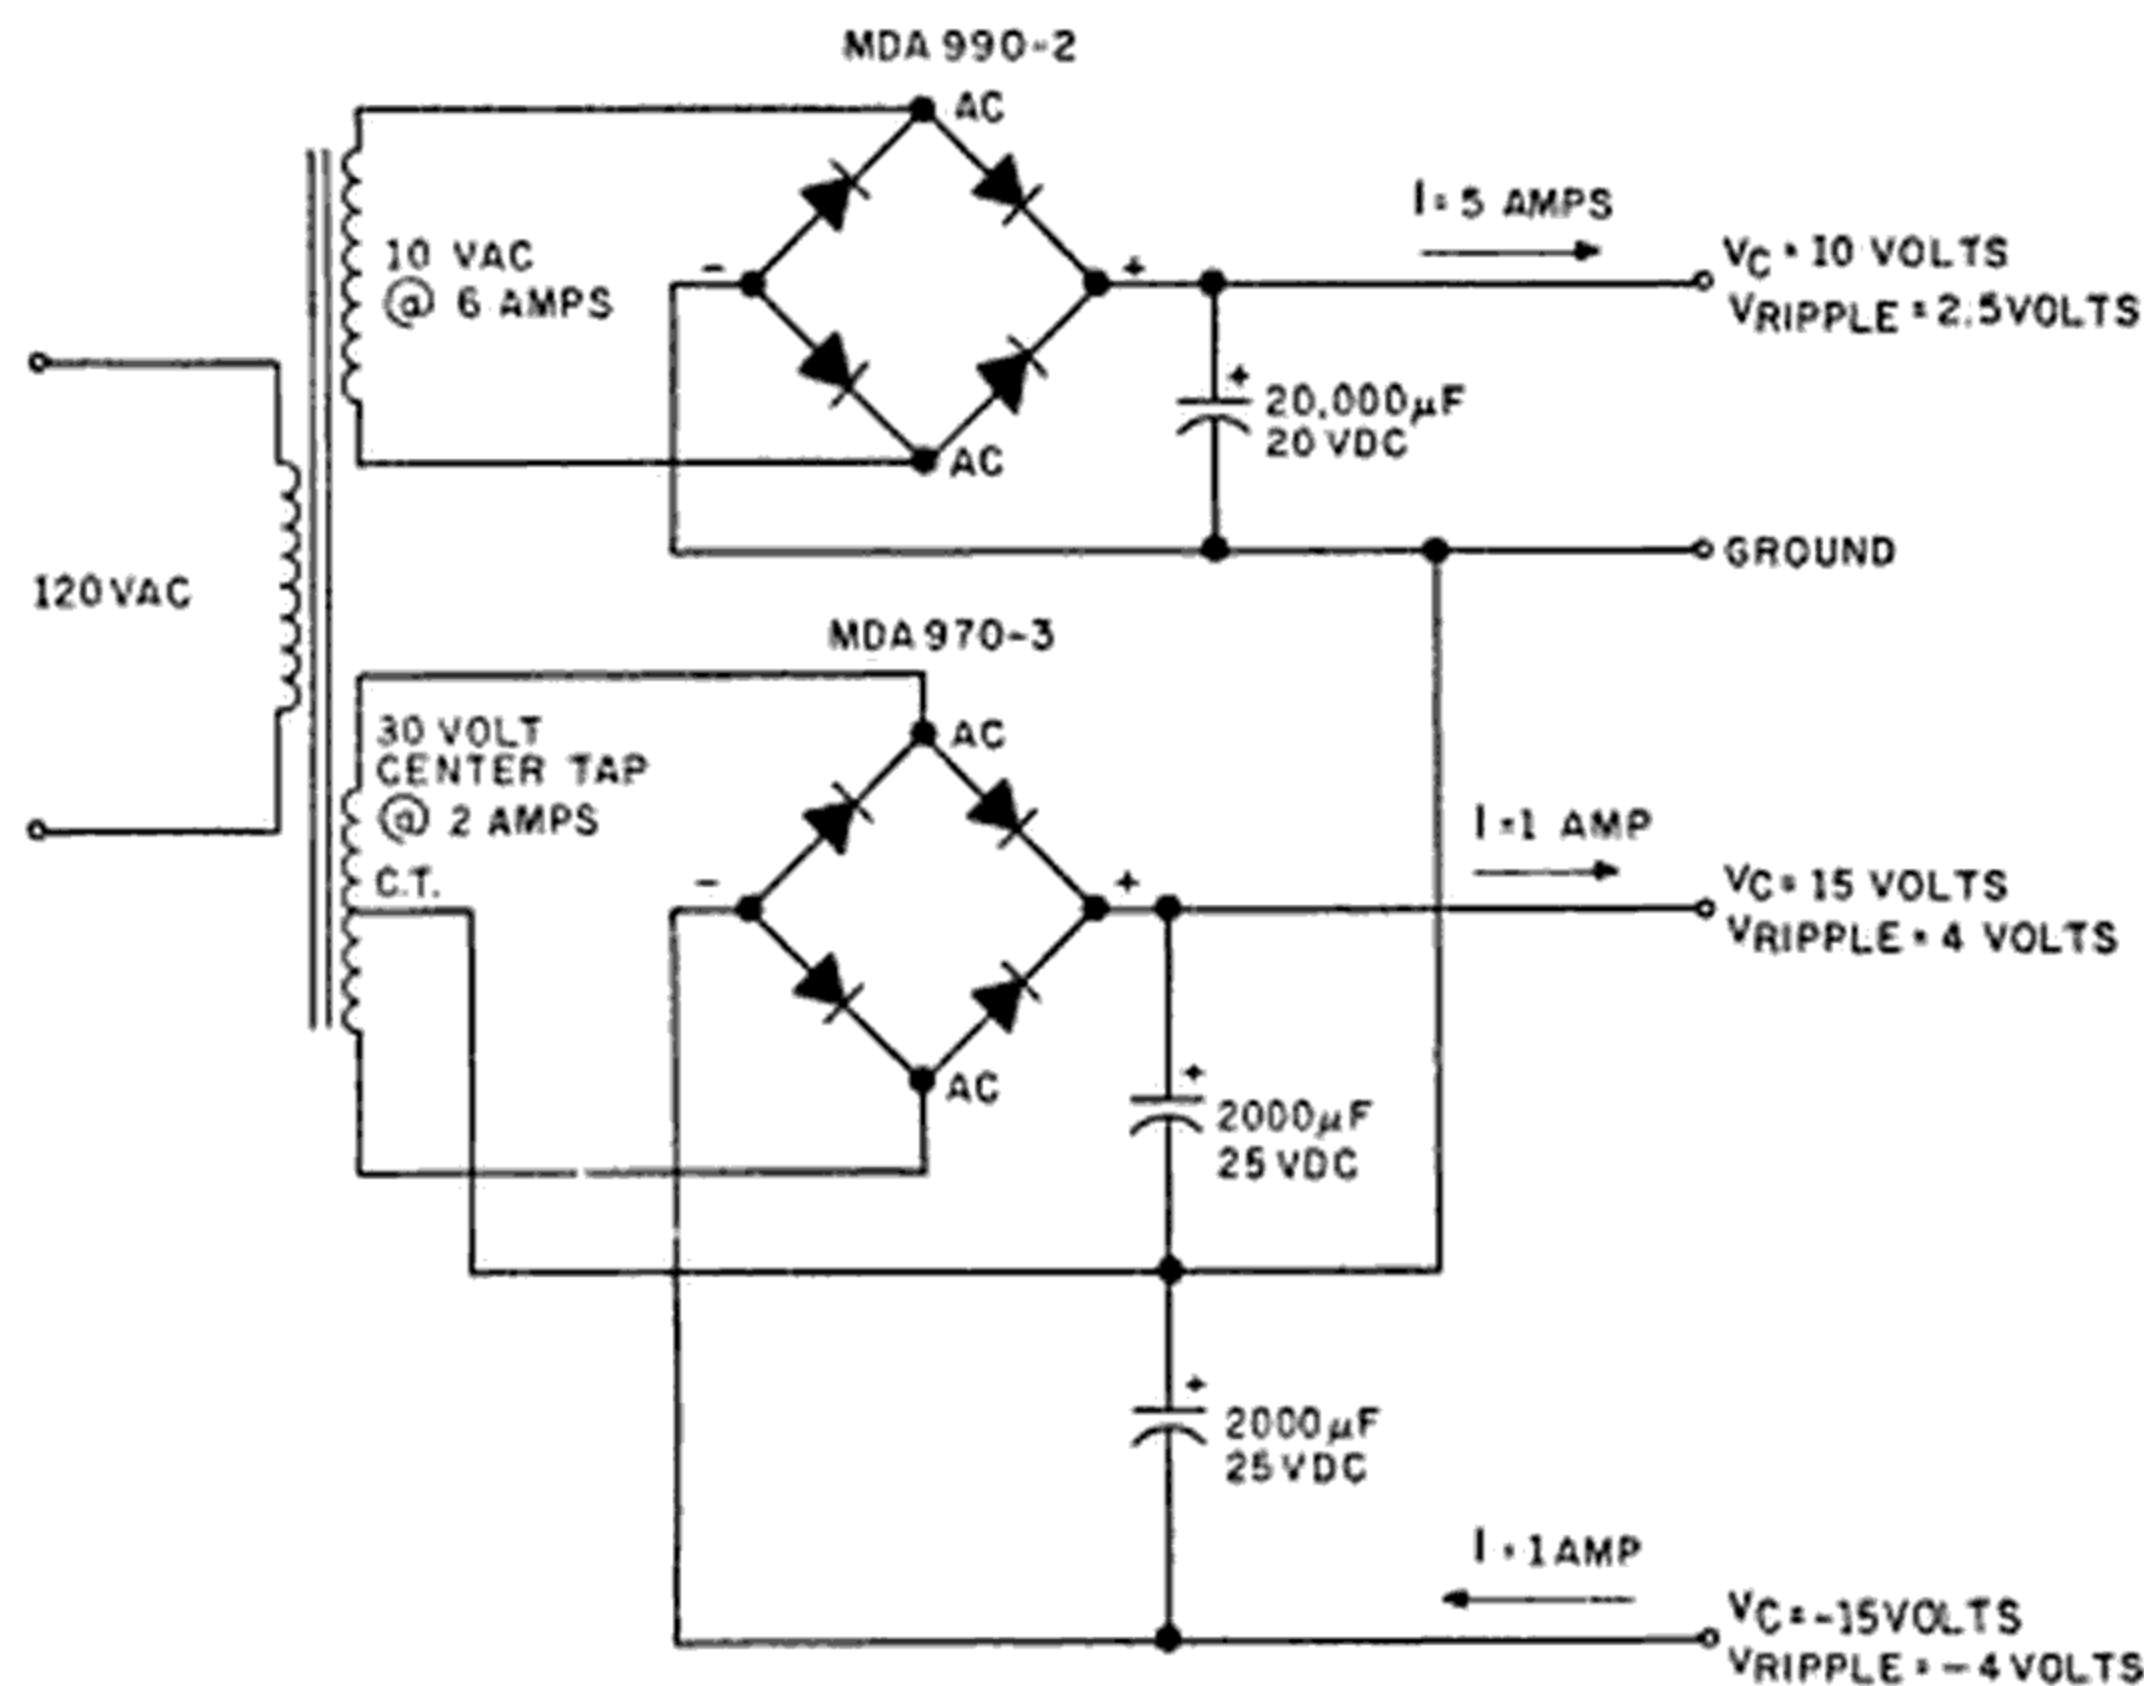 MDA 990-2
AC
10 VAC
@ 6 AMPS
-
+
I = 5 AMPS
VC = 10 VOLTS
VRIPPLE = 2.5 VOLTS
+
20,000µF
20 VDC
AC
GROUND
120 VAC
MDA 970-3
30 VOLT
CENTER TAP
@ 2 AMPS
C.T.
AC
-
+
I = 1 AMP
VC = 15 VOLTS
VRIPPLE = 4 VOLTS
+
2000µF
25 VDC
AC
+
2000µF
25 VDC
I = 1 AMP
VC = -15 VOLTS
VRIPPLE = -4 VOLTS